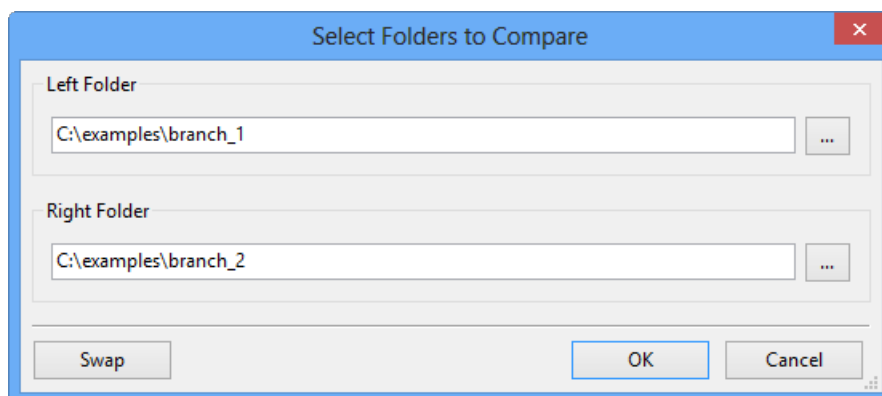 Select Folders to Compare
Left Folder
C:\examples\branch_1
...
Right Folder
C:\examples\branch_2
...
Swap
OK
Cancel